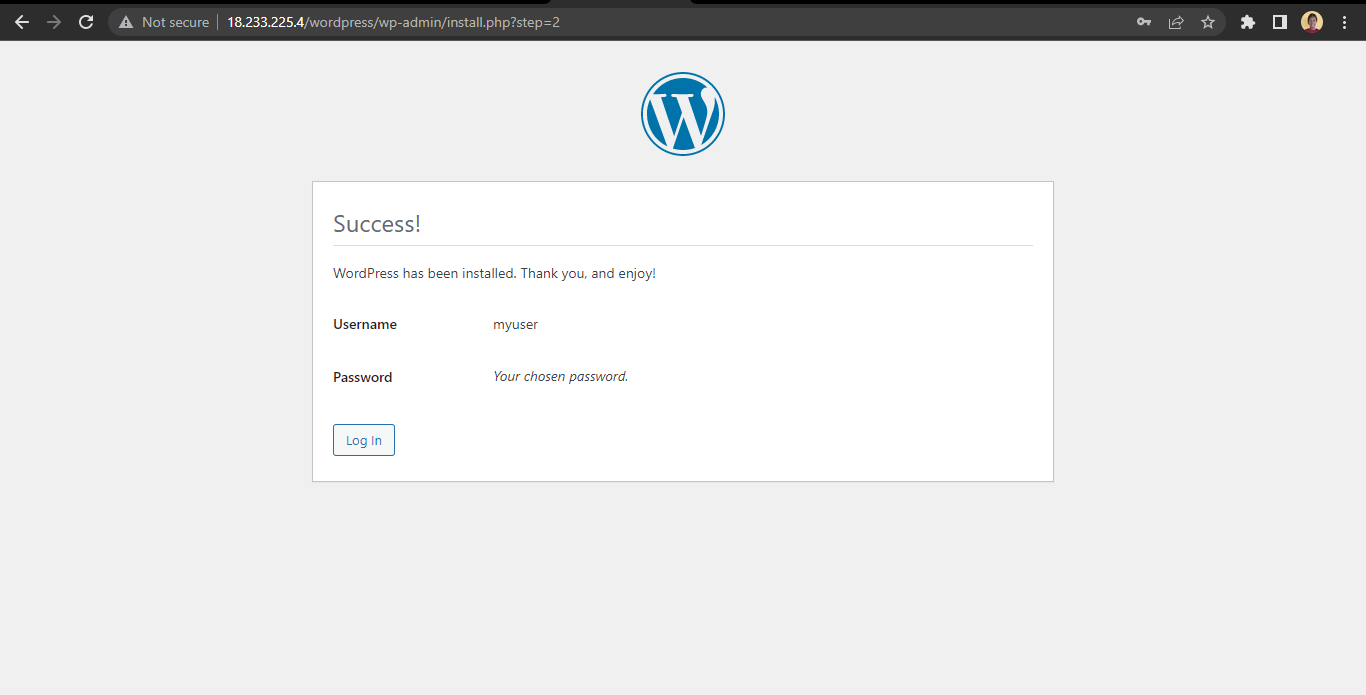 Not secure 18.233.225.4/wordpress/wp-admin/install.php?step=2
W
Success!
WordPress has been installed. Thank you, and enjoy!
Username myuser
Password Your chosen password.
Log In